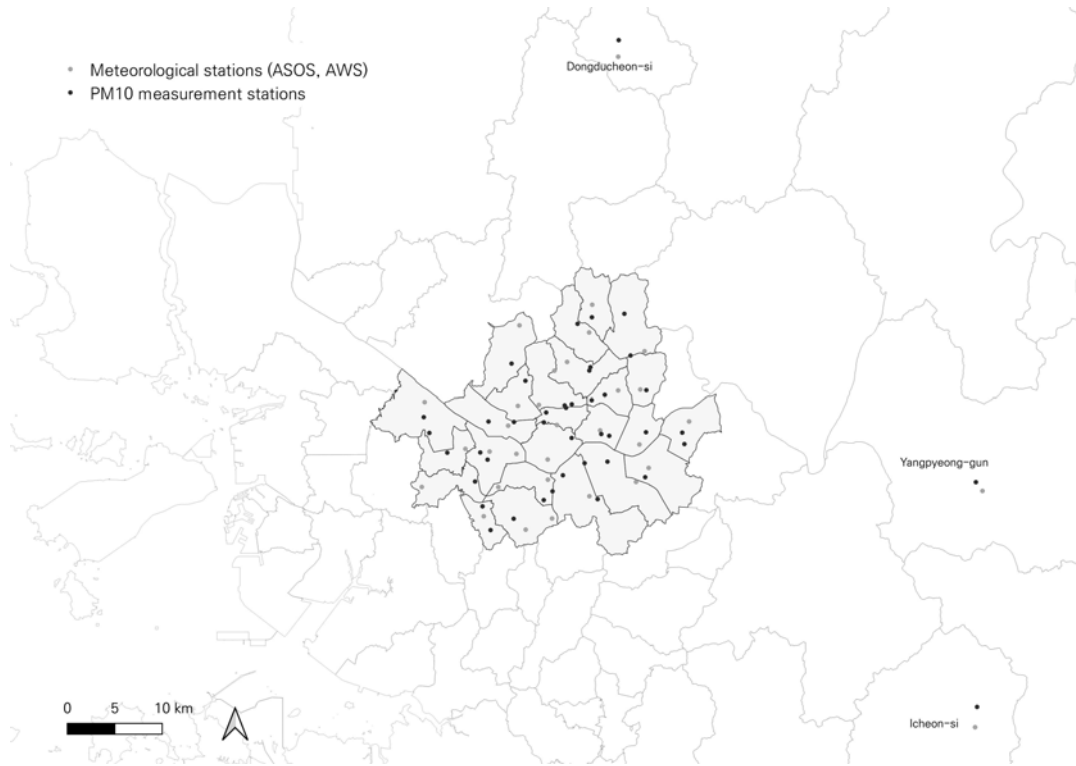 Meteorological stations (ASOS, AWS)
PM10 measurement stations
Dongducheon-si
Yangpyeong-gun
Icheon-si
0 5 10 km